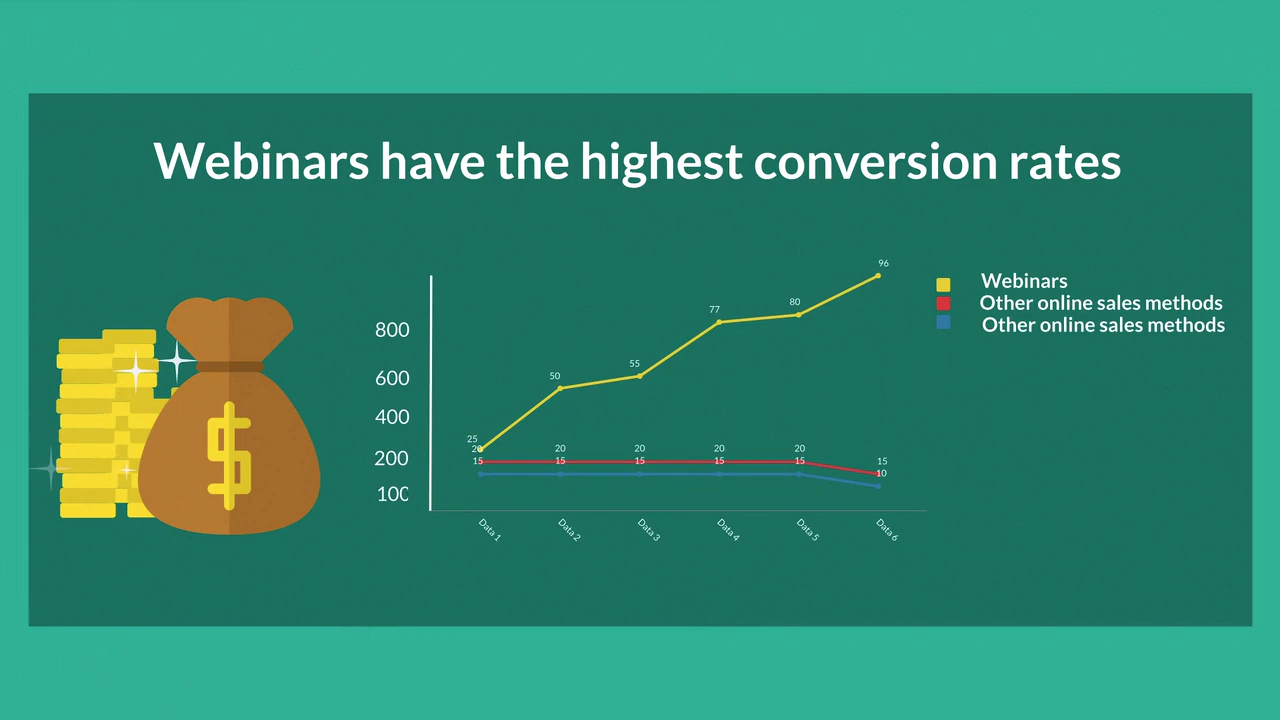 Webinars have the highest conversion rates
Webinars
Other online sales methods
Other online sales methods
800
600
400
200
100
96
80
77
55
50
25
20 20 20 20 20 15
15 15 15 15 15 10
Data 1 Data 2 Data 3 Data 4 Data 5 Data 6